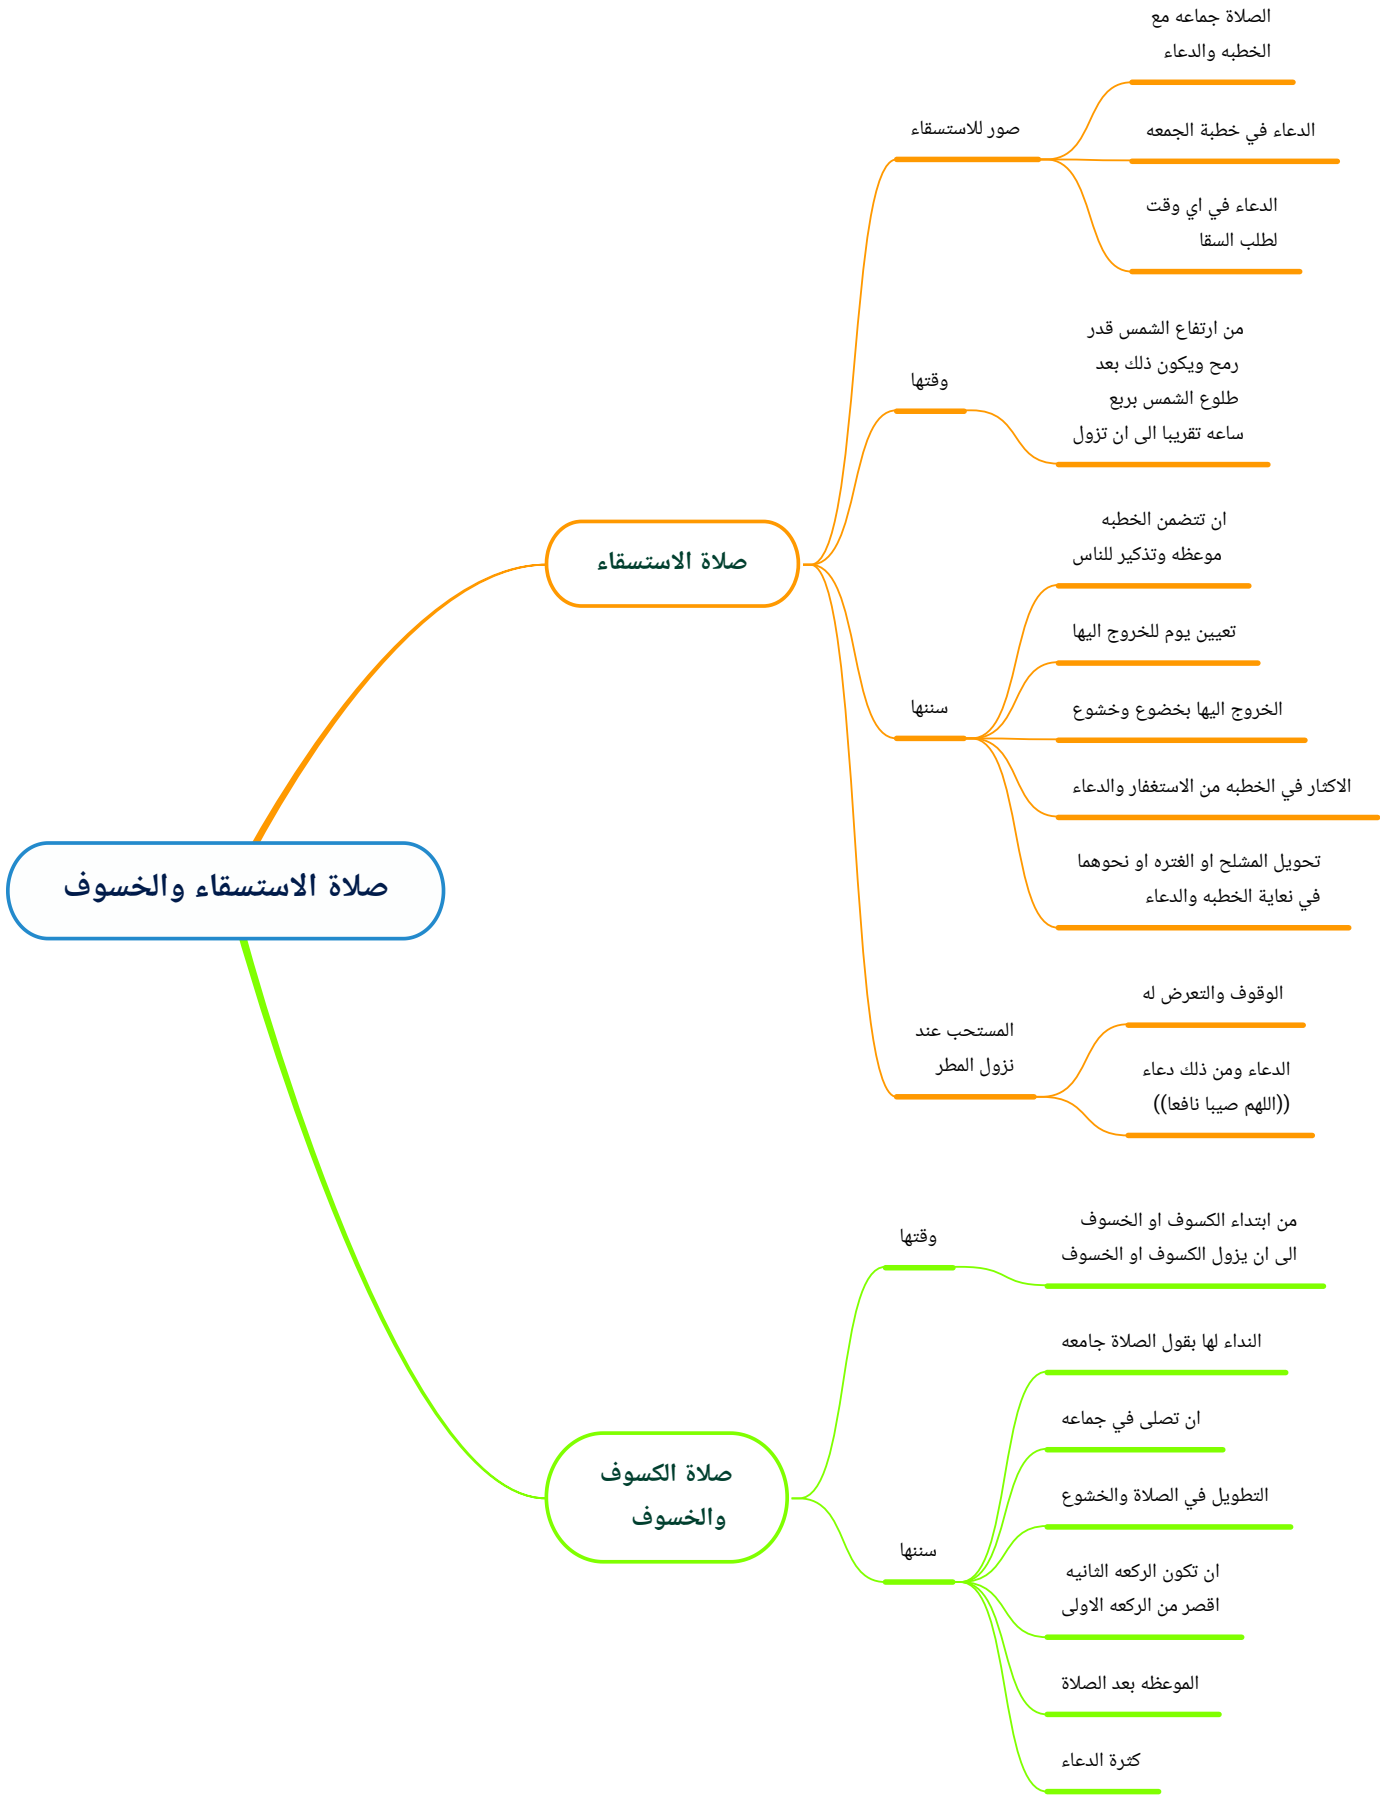 صلاة الاستسقاء والخسوف
صلاة الاستسقاء
صور للاستسقاء
الصلاة جماعه مع
الخطبه والدعاء
الدعاء في خطبة الجمعه
الدعاء في اي وقت
لطلب السقا
وقتها
من ارتفاع الشمس قدر
رمح ويكون ذلك بعد
طلوع الشمس بربع
ساعه تقريبا الى ان تزول
سننها
ان تتضمن الخطبه
موعظه وتذكير للناس
تعيين يوم للخروج اليها
الخروج اليها بخضوع وخشوع
الاكثار في الخطبه من الاستغفار والدعاء
تحويل المشلح او الغتره او نحوهما
في نعاية الخطبه والدعاء
المستحب عند
نزول المطر
الوقوف والتعرض له
الدعاء ومن ذلك دعاء
((اللهم صيبا نافعا))
صلاة الكسوف
والخسوف
وقتها
من ابتداء الكسوف او الخسوف
الى ان يزول الكسوف او الخسوف
سننها
النداء لها بقول الصلاة جامعه
ان تصلى في جماعه
التطويل في الصلاة والخشوع
ان تكون الركعه الثانيه
اقصر من الركعه الاولى
الموعظه بعد الصلاة
كثرة الدعاء